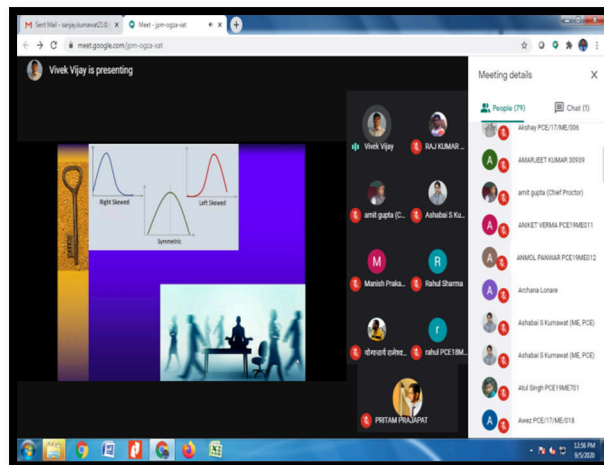 Sent Mail - sanjay.kumawat21@
Meet - jpm-ogza-xat
meet.google.com/jpm-ogza-xat
Vivek Vijay is presenting
Right Skewed
Left Skewed
Symmetric
Vivek Vijay
RAJ KUMAR ...
amit gupta (C...
Ashabai S Ku...
M
Manish Praka...
R
Rahul Sharma
योगाचार्य राजेश्व...
r
rahul PCE18M...
PRITAM PRAJAPAT
Meeting details
X
People (79)
Chat (1)
Akshay PCE/17/ME/006
A
AMARJEET KUMAR 30939
amit gupta (Chief Proctor)
A
ANIKET VERMA PCE19ME011
A
ANMOL PANWAR PCE19ME012
A
Archana Lonare
Ashabai S Kumawat (ME, PCE)
Ashabai S Kumawat (ME, PCE)
Atul Singh PCE19ME701
A
Awez PCE/17/ME/018
12:56 PM
9/5/2020